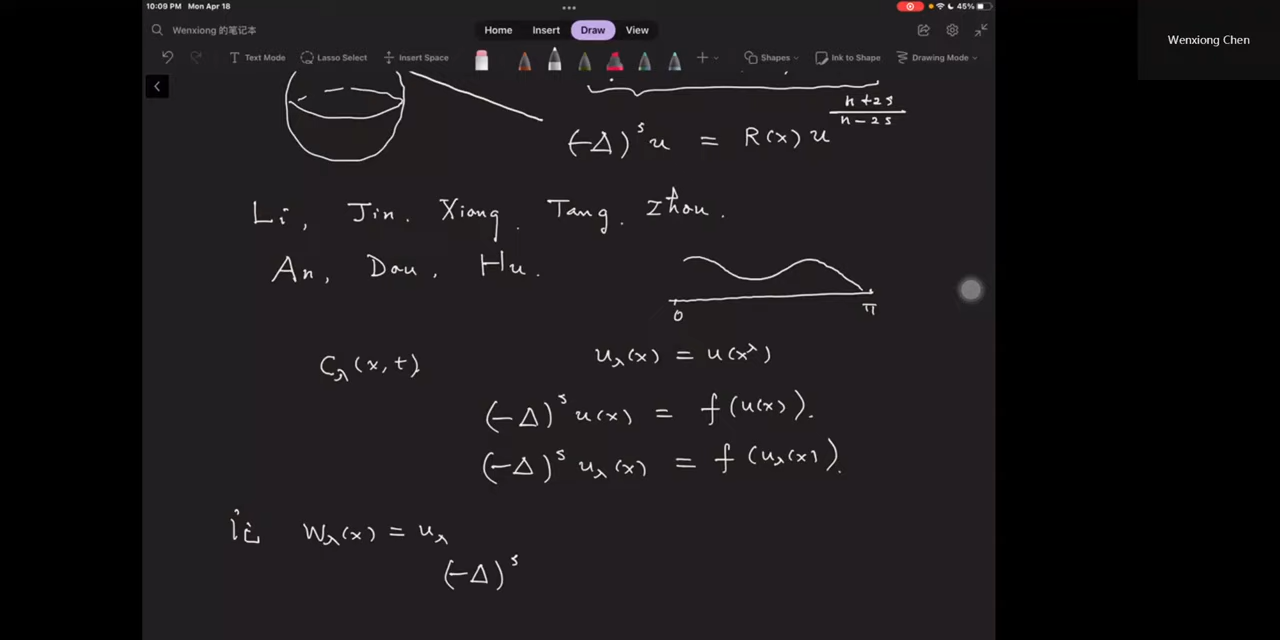 10:09 PM Mon Apr 18
45%
Wenxiong Chen
Wenxiong 的笔记本
Home Insert Draw View
Text Mode Lasso Select Insert Space Shapes Ink to Shape Drawing Mode
(-Δ)^s u = R(x) u^{\frac{n+2s}{n-2s}}
Li, Jin. Xiong. Tang. Zhou.
An, Dou, Hu.
0 π
C_λ(x,t) u_λ(x) = u(x^λ)
(-Δ)^s u(x) = f(u(x)).
(-Δ)^s u_λ(x) = f(u_λ(x)).
记 W_λ(x) = u_λ
(-Δ)^s